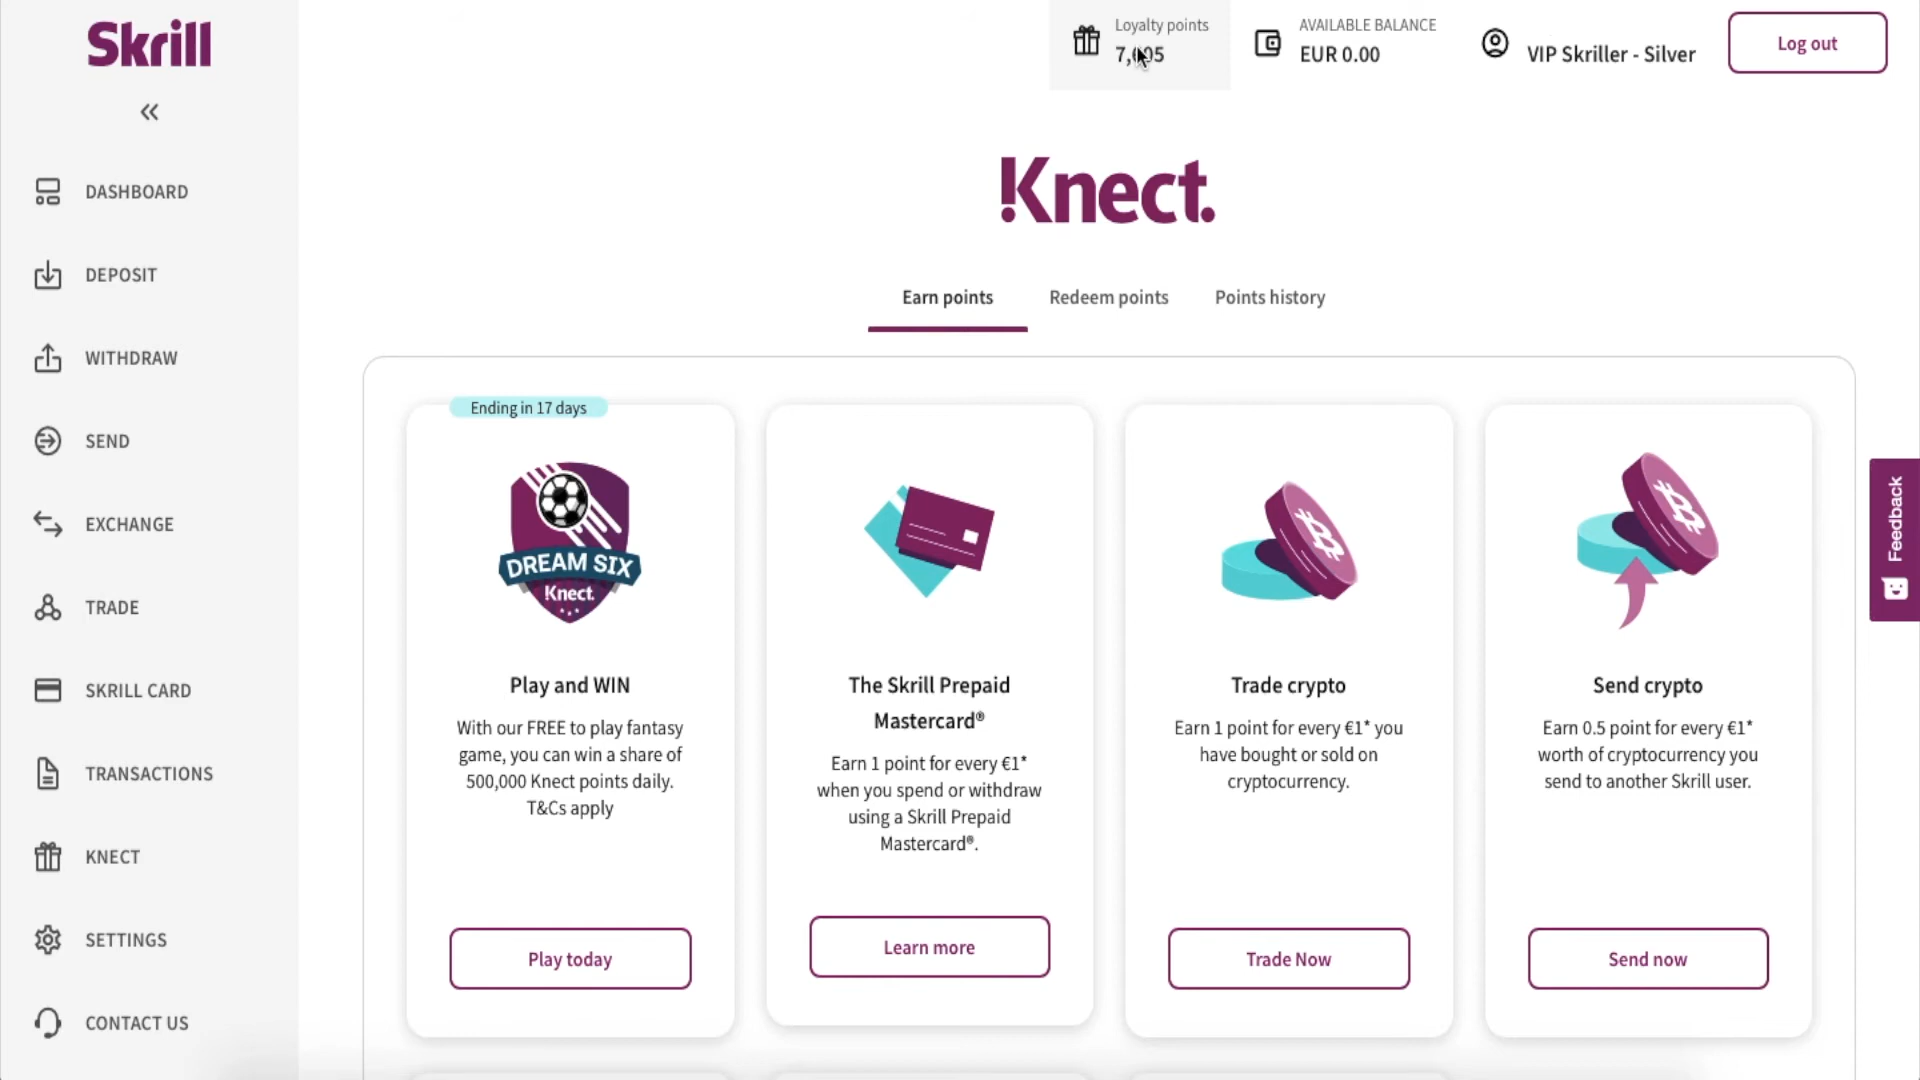 Skrill
Loyalty points
AVAILABLE BALANCE
EUR 0.00
VIP Skriller - Silver
Log out
DASHBOARD
DEPOSIT
WITHDRAW
SEND
EXCHANGE
TRADE
SKRILL CARD
TRANSACTIONS
KNECT
SETTINGS
CONTACT US
Knect.
Earn points
Redeem points
Points history
Ending in 17 days
DREAM SIX
Knect.
Play and WIN
With our FREE to play fantasy
game, you can win a share of
500,000 Knect points daily.
T&Cs apply
Play today
The Skrill Prepaid
Mastercard®
Earn 1 point for every €1*
when you spend or withdraw
using a Skrill Prepaid
Mastercard®.
Learn more
Trade crypto
Earn 1 point for every €1* you
have bought or sold on
cryptocurrency.
Trade Now
Send crypto
Earn 0.5 point for every €1*
worth of cryptocurrency you
send to another Skrill user.
Send now
Feedback